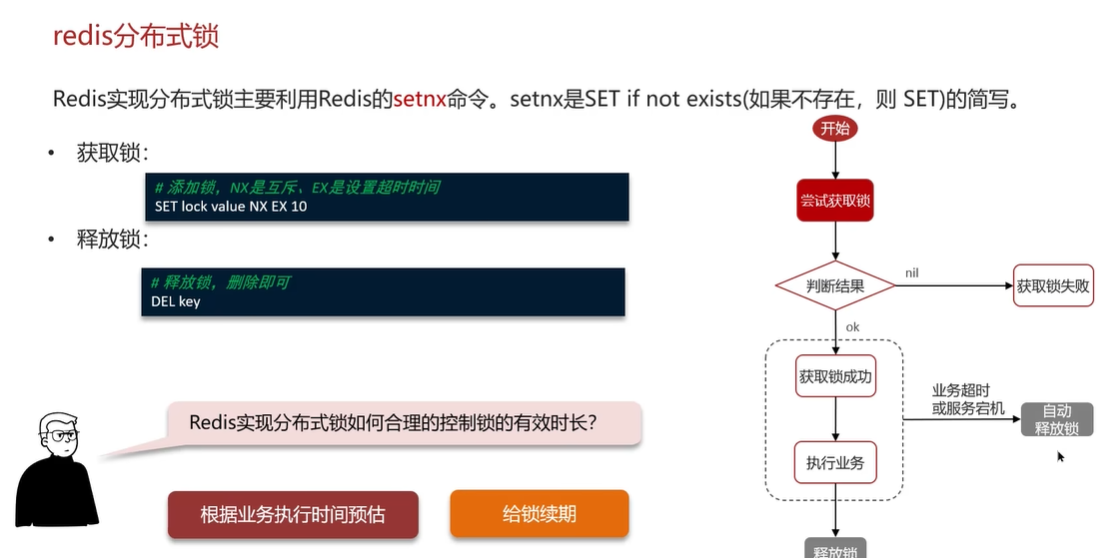 redis分布式锁
Redis实现分布式锁主要利用Redis的setnx命令。setnx是SET if not exists(如果不存在，则 SET)的简写。
• 获取锁：
# 添加锁，NX是互斥、EX是设置超时时间
SET lock value NX EX 10
• 释放锁：
# 释放锁，删除即可
DEL key
Redis实现分布式锁如何合理的控制锁的有效时长？
根据业务执行时间预估
给锁续期
开始
尝试获取锁
判断结果
nil
获取锁失败
ok
获取锁成功
业务超时
或服务宕机
自动
释放锁
执行业务
释放锁